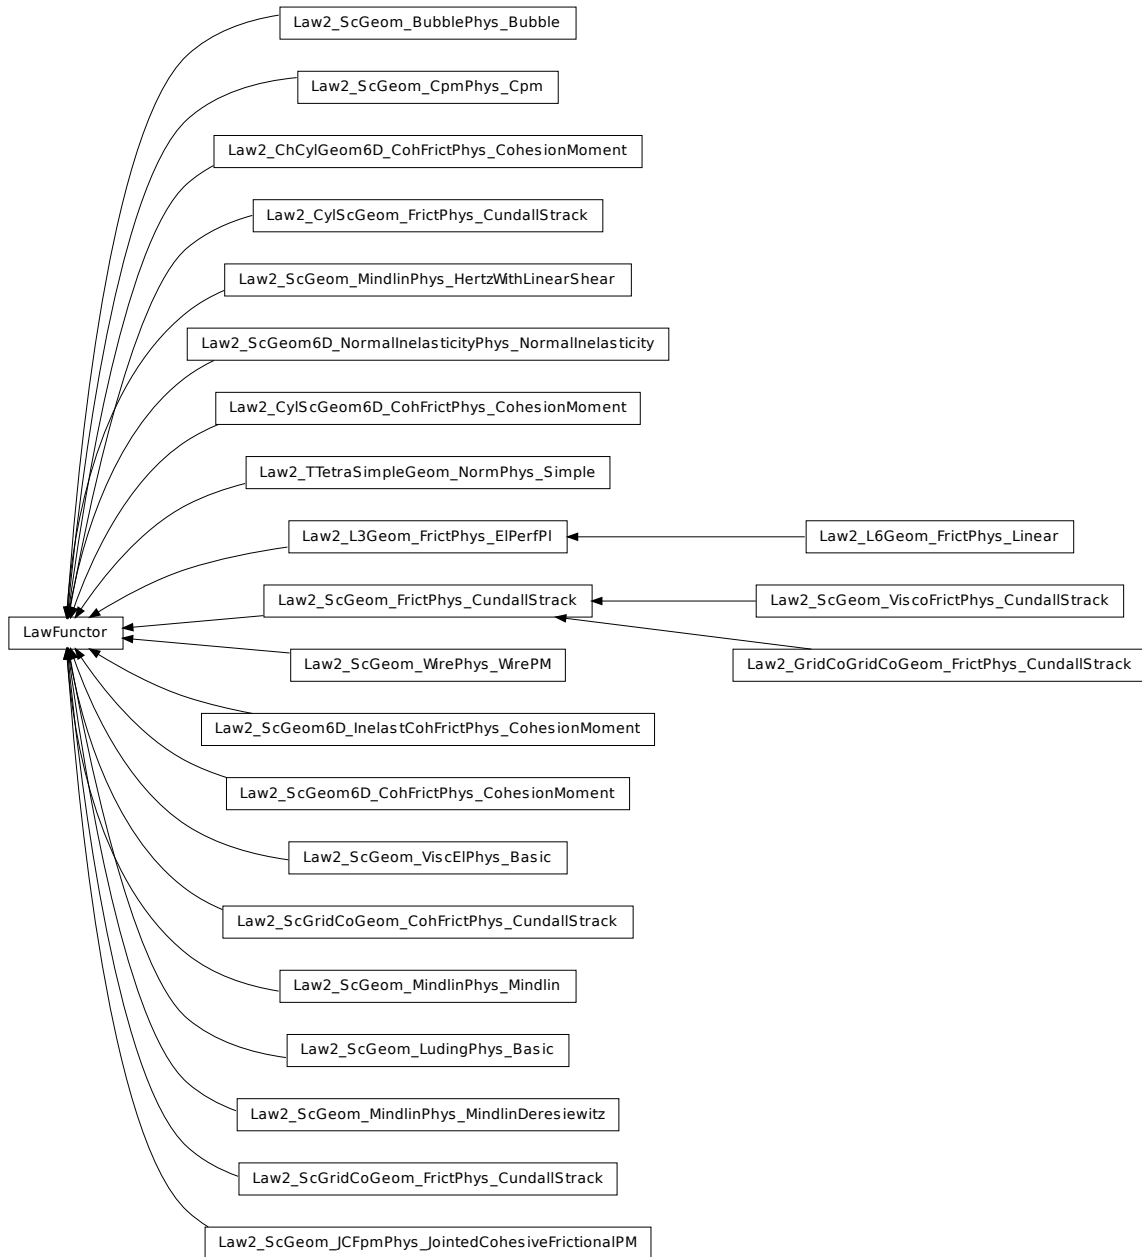 Law2_ScGeom_BubblePhys_Bubble
Law2_ScGeom_CpmPhys_Cpm
Law2_ChCylGeom6D_CohFrictPhys_CohesionMoment
Law2_CylScGeom_FrictPhys_CundallStrack
Law2_ScGeom_MindlinPhys_HertzWithLinearShear
Law2_ScGeom6D_NormalInelasticityPhys_NormalInelasticity
Law2_CylScGeom6D_CohFrictPhys_CohesionMoment
Law2_TTetraSimpleGeom_NormPhys_Simple
Law2_L3Geom_FrictPhys_ElPerfPl
Law2_L6Geom_FrictPhys_Linear
Law2_ScGeom_FrictPhys_CundallStrack
Law2_ScGeom_ViscoFrictPhys_CundallStrack
LawFunctor
Law2_ScGeom_WirePhys_WirePM
Law2_GridCoGridCoGeom_FrictPhys_CundallStrack
Law2_ScGeom6D_InelastCohFrictPhys_CohesionMoment
Law2_ScGeom6D_CohFrictPhys_CohesionMoment
Law2_ScGeom_ViscElPhys_Basic
Law2_ScGridCoGeom_CohFrictPhys_CundallStrack
Law2_ScGeom_MindlinPhys_Mindlin
Law2_ScGeom_LudingPhys_Basic
Law2_ScGeom_MindlinPhys_MindlinDeresiewitz
Law2_ScGridCoGeom_FrictPhys_CundallStrack
Law2_ScGeom_JCFpmPhys_JointedCohesiveFrictionalPM